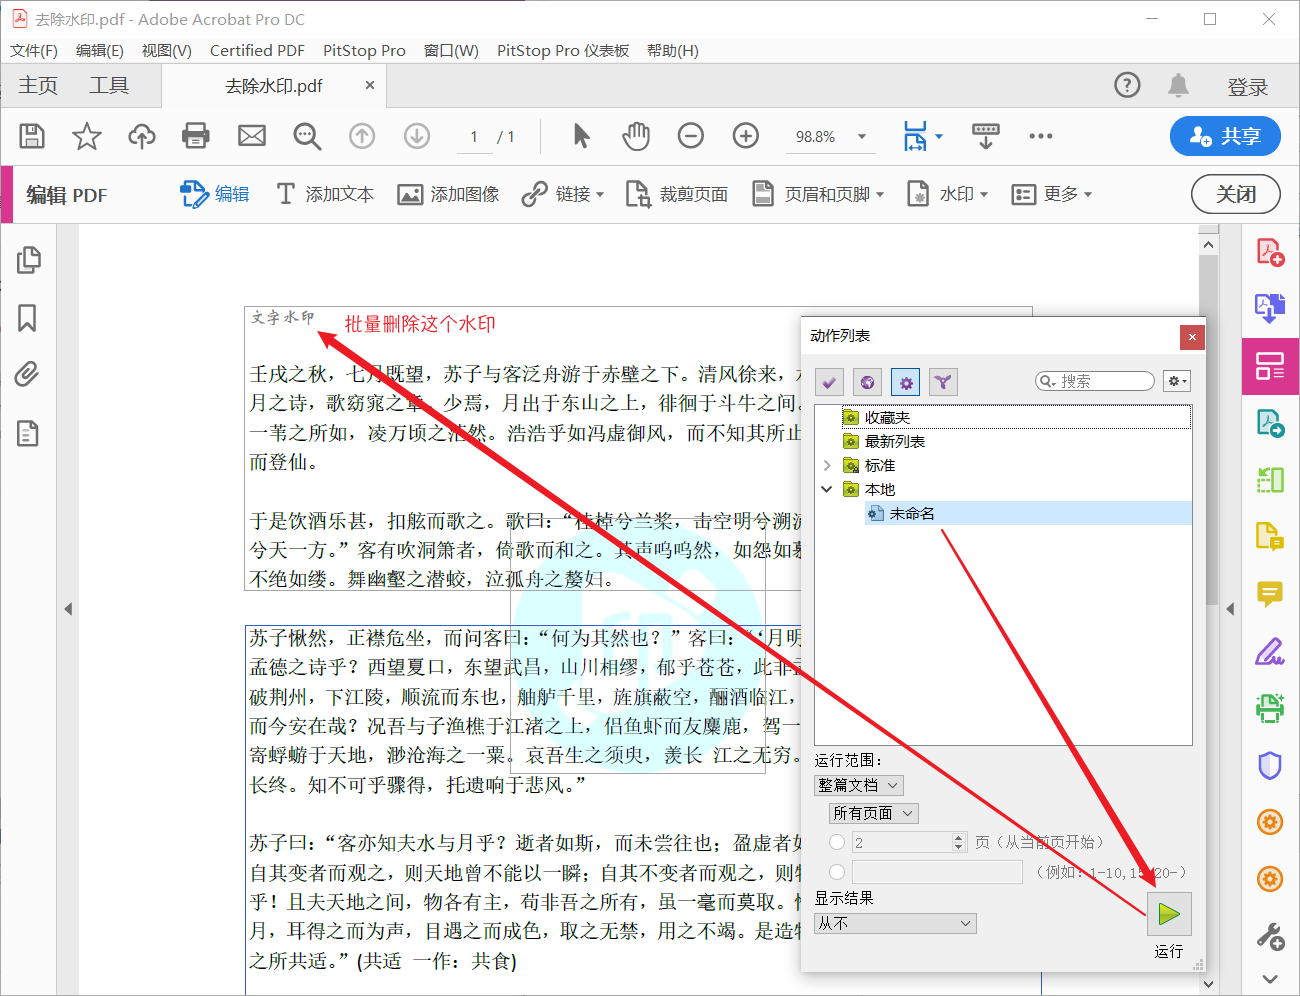 去除水印.pdf - Adobe Acrobat Pro DC
文件(F) 编辑(E) 视图(V) Certified PDF PitStop Pro 窗口(W) PitStop Pro 仪表板 帮助(H)
主页 工具 去除水印.pdf × 登录
1 / 1 98.8% 共享
编辑 PDF 编辑 添加文本 添加图像 链接 裁剪页面 页眉和页脚 水印 更多 关闭
文字水印 批量删除这个水印
壬戌之秋，七月既望，苏子与客泛舟游于赤壁之下。清风徐来，
月之诗，歌窈窕之章。少焉，月出于东山之上，徘徊于斗牛之间。
一苇之所如，凌万顷之茫然。浩浩乎如冯虚御风，而不知其所止
而登仙。
于是饮酒乐甚，扣舷而歌之。歌曰：“桂棹兮兰桨，击空明兮溯
兮天一方。”客有吹洞箫者，倚歌而和之。其声呜呜然，如怨如
不绝如缕。舞幽壑之潜蛟，泣孤舟之嫠妇。
苏子愀然，正襟危坐，而问客曰：“何为其然也？”客曰：“‘月明
孟德之诗乎？西望夏口，东望武昌，山川相缪，郁乎苍苍，此非
破荆州，下江陵，顺流而东也，舳舻千里，旌旗蔽空，酾酒临江，
而今安在哉？况吾与子渔樵于江渚之上，侣鱼虾而友麋鹿，驾一
寄蜉蝣于天地，渺沧海之一粟。哀吾生之须臾，羡长 江之无穷。
长终。知不可乎骤得，托遗响于悲风。”
苏子曰：“客亦知夫水与月乎？逝者如斯，而未尝往也；盈虚者
自其变者而观之，则天地曾不能以一瞬；自其不变者而观之，则
乎！且夫天地之间，物各有主，苟非吾之所有，虽一毫而莫取。
月，耳得之而为声，目遇之而成色，取之无禁，用之不竭。是造
之所共适。”(共适 一作：共食)
动作列表
搜索
收藏夹
最新列表
标准
本地
未命名
运行范围：
整篇文档
所有页面
2 页（从当前页开始）
（例如：1-10,15,20-）
显示结果
从不
运行